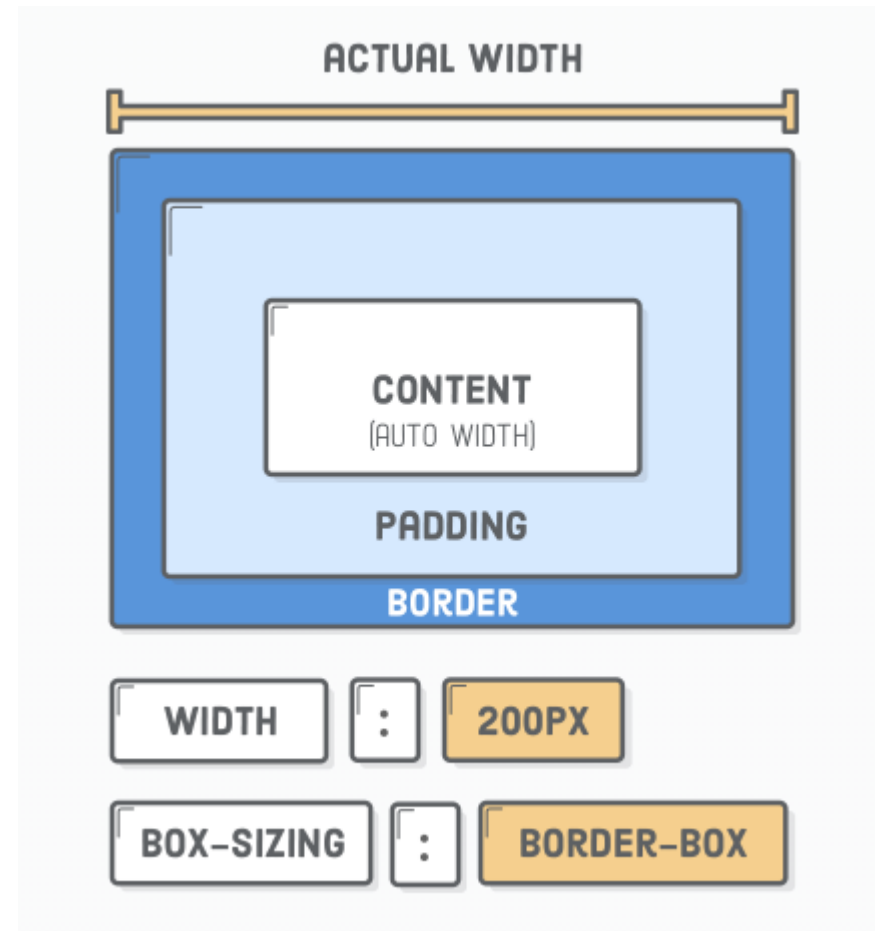 ACTUAL WIDTH
CONTENT
(AUTO WIDTH)
PADDING
BORDER
WIDTH : 200PX
BOX-SIZING : BORDER-BOX